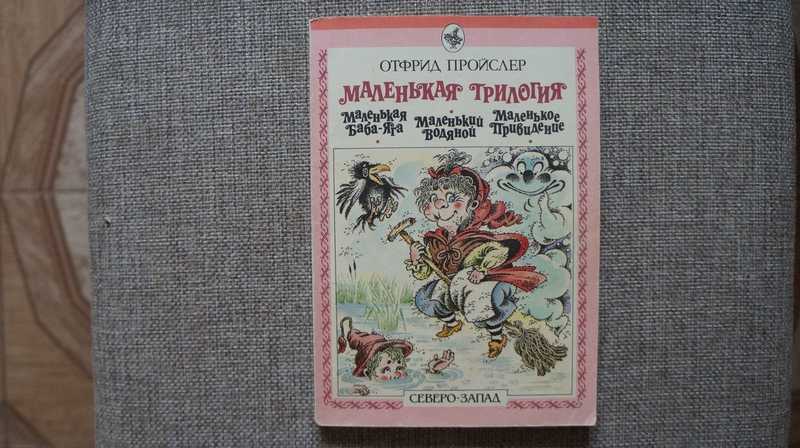 ОТФРИД ПРОЙСЛЕР
МАЛЕНЬКАЯ ТРИЛОГИЯ
МАЛЕНЬКАЯ БАБА-ЯГА
МАЛЕНЬКИЙ ВОДЯНОЙ
МАЛЕНЬКОЕ ПРИВИДЕНИЕ
СЕВЕРО-ЗАПАД